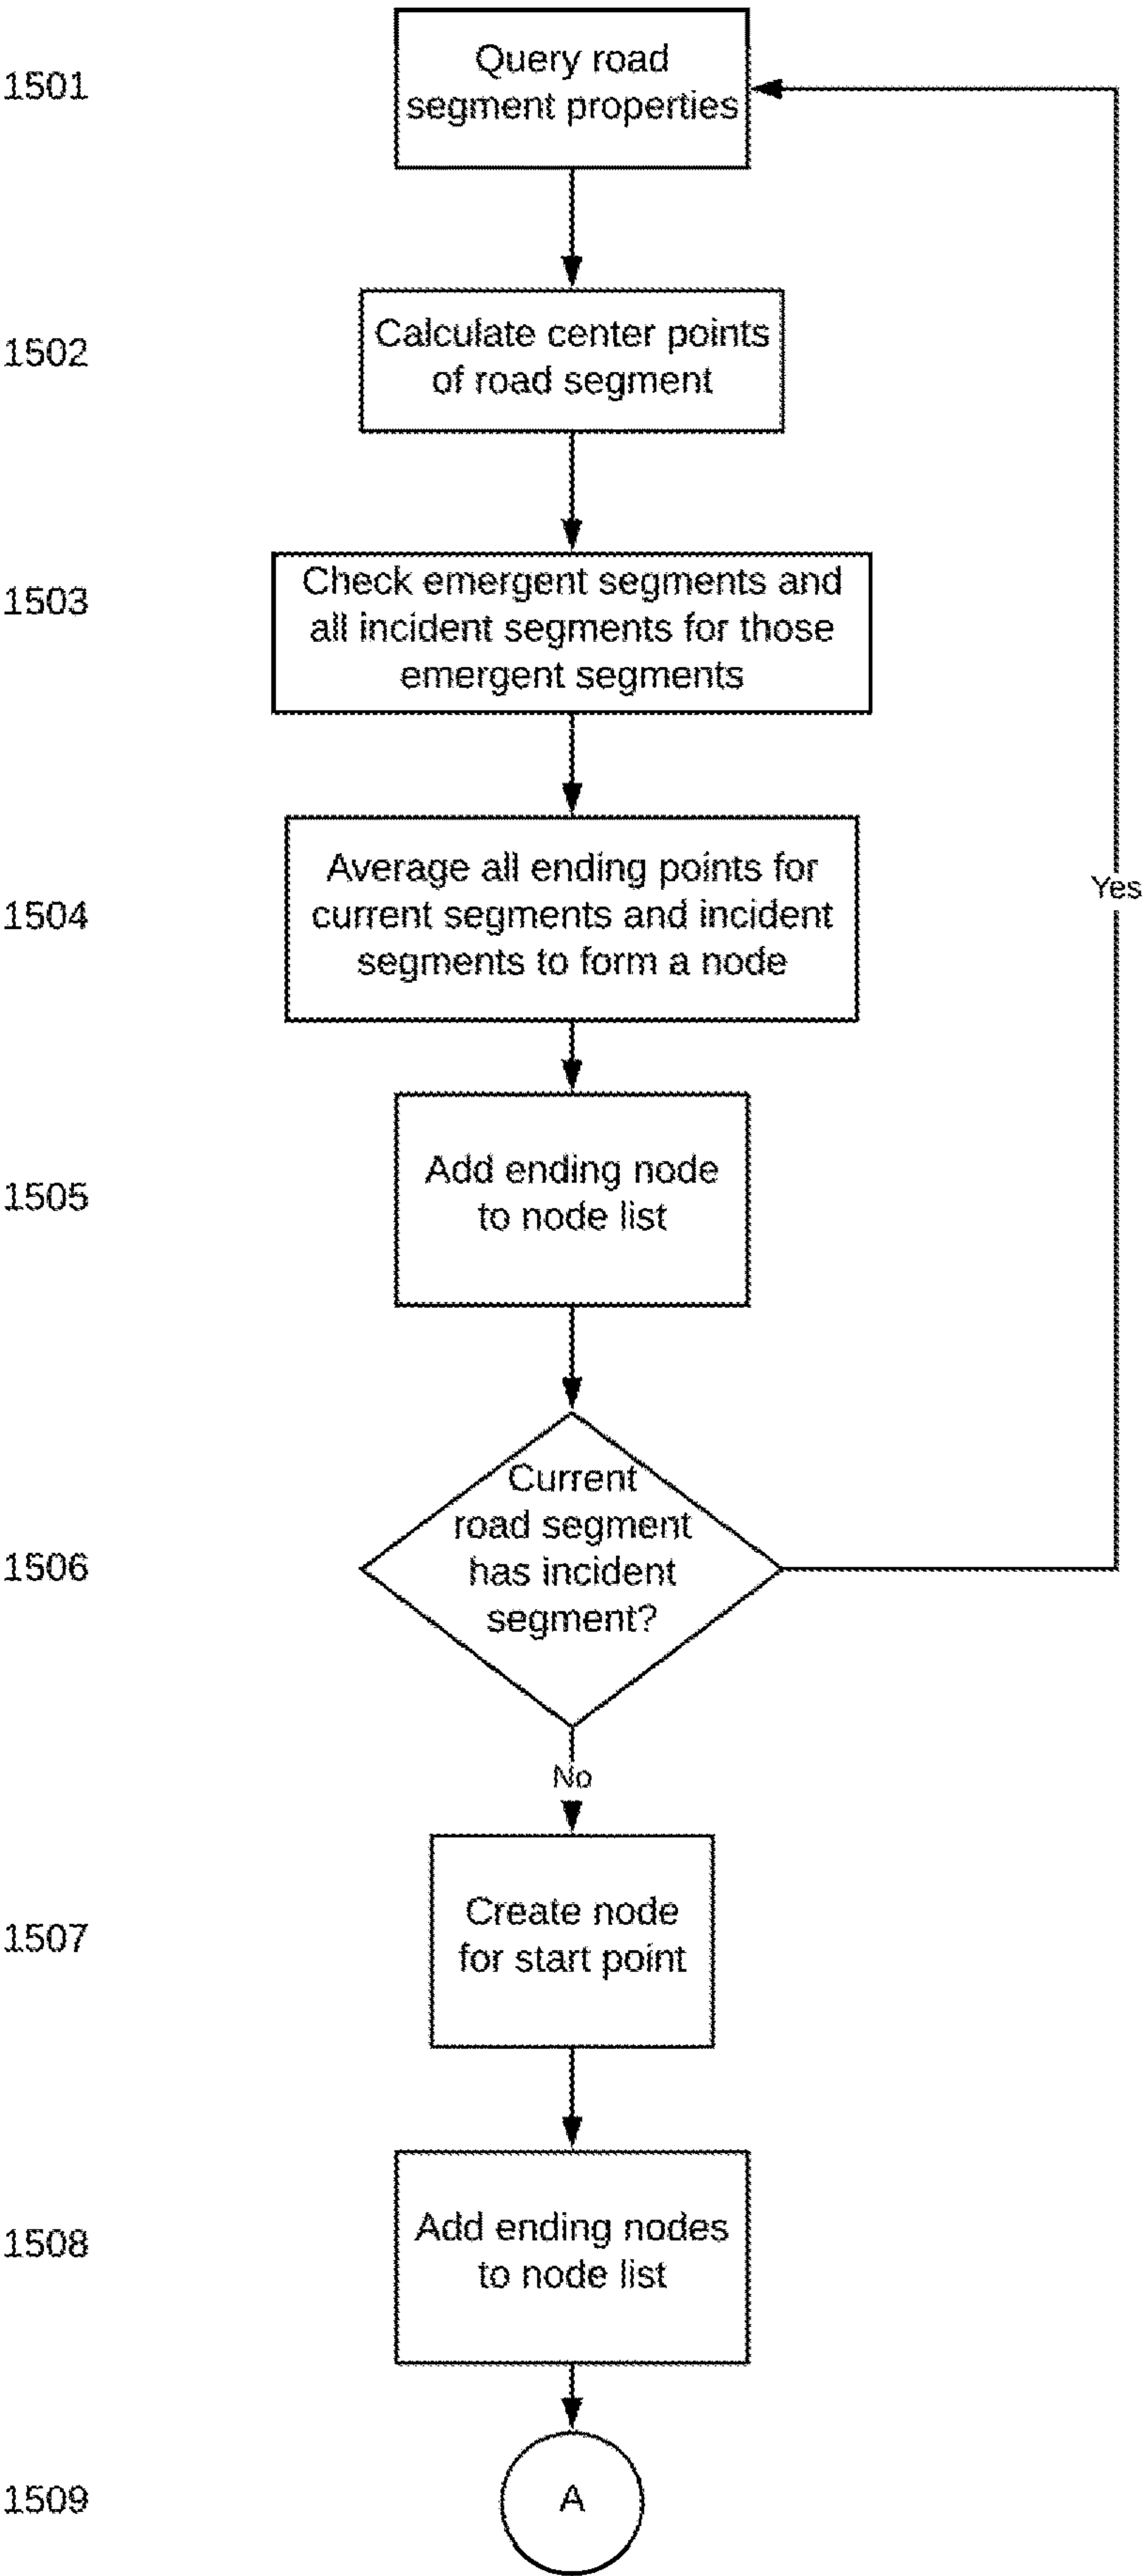 1501
Query road
segment properties
1502
Calculate center points
of road segment
1503
Check emergent segments and
all incident segments for those
emergent segments
1504
Average all ending points for
current segments and incident
segments to form a node
Yes
1505
Add ending node
to node list
1506
Current
road segment
has incident
segment?
No
1507
Create node
for start point
1508
Add ending nodes
to node list
1509
A